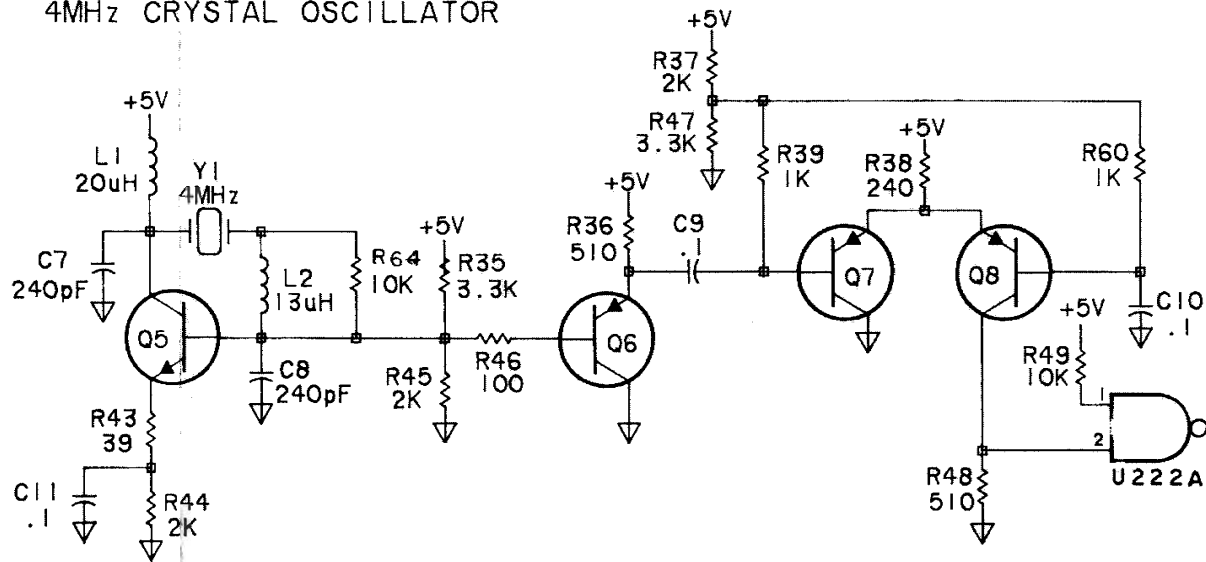 4MHz CRYSTAL OSCILLATOR
+5V
R37
2K
+5V
L1
20uH
Y1
4MHz
R47
3.3K
R39
1K
+5V
R38
240
R60
1K
+5V
R36
510
C9
.1
C7
240pF
L2
13uH
R64
10K
+5V
R35
3.3K
Q7
Q8
C10
.1
Q5
Q6
+5V
R49
10K
C8
240pF
R45
2K
R46
100
1
2
U222A
R43
39
R48
510
C11
.1
R44
2K